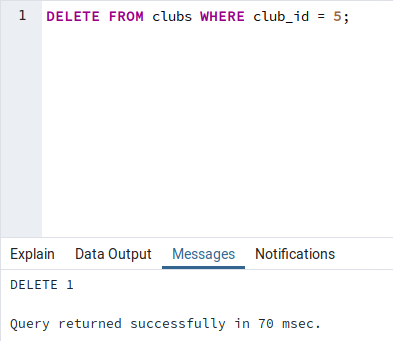 1 DELETE FROM clubs WHERE club_id = 5;
Explain Data Output Messages Notifications
DELETE 1
Query returned successfully in 70 msec.